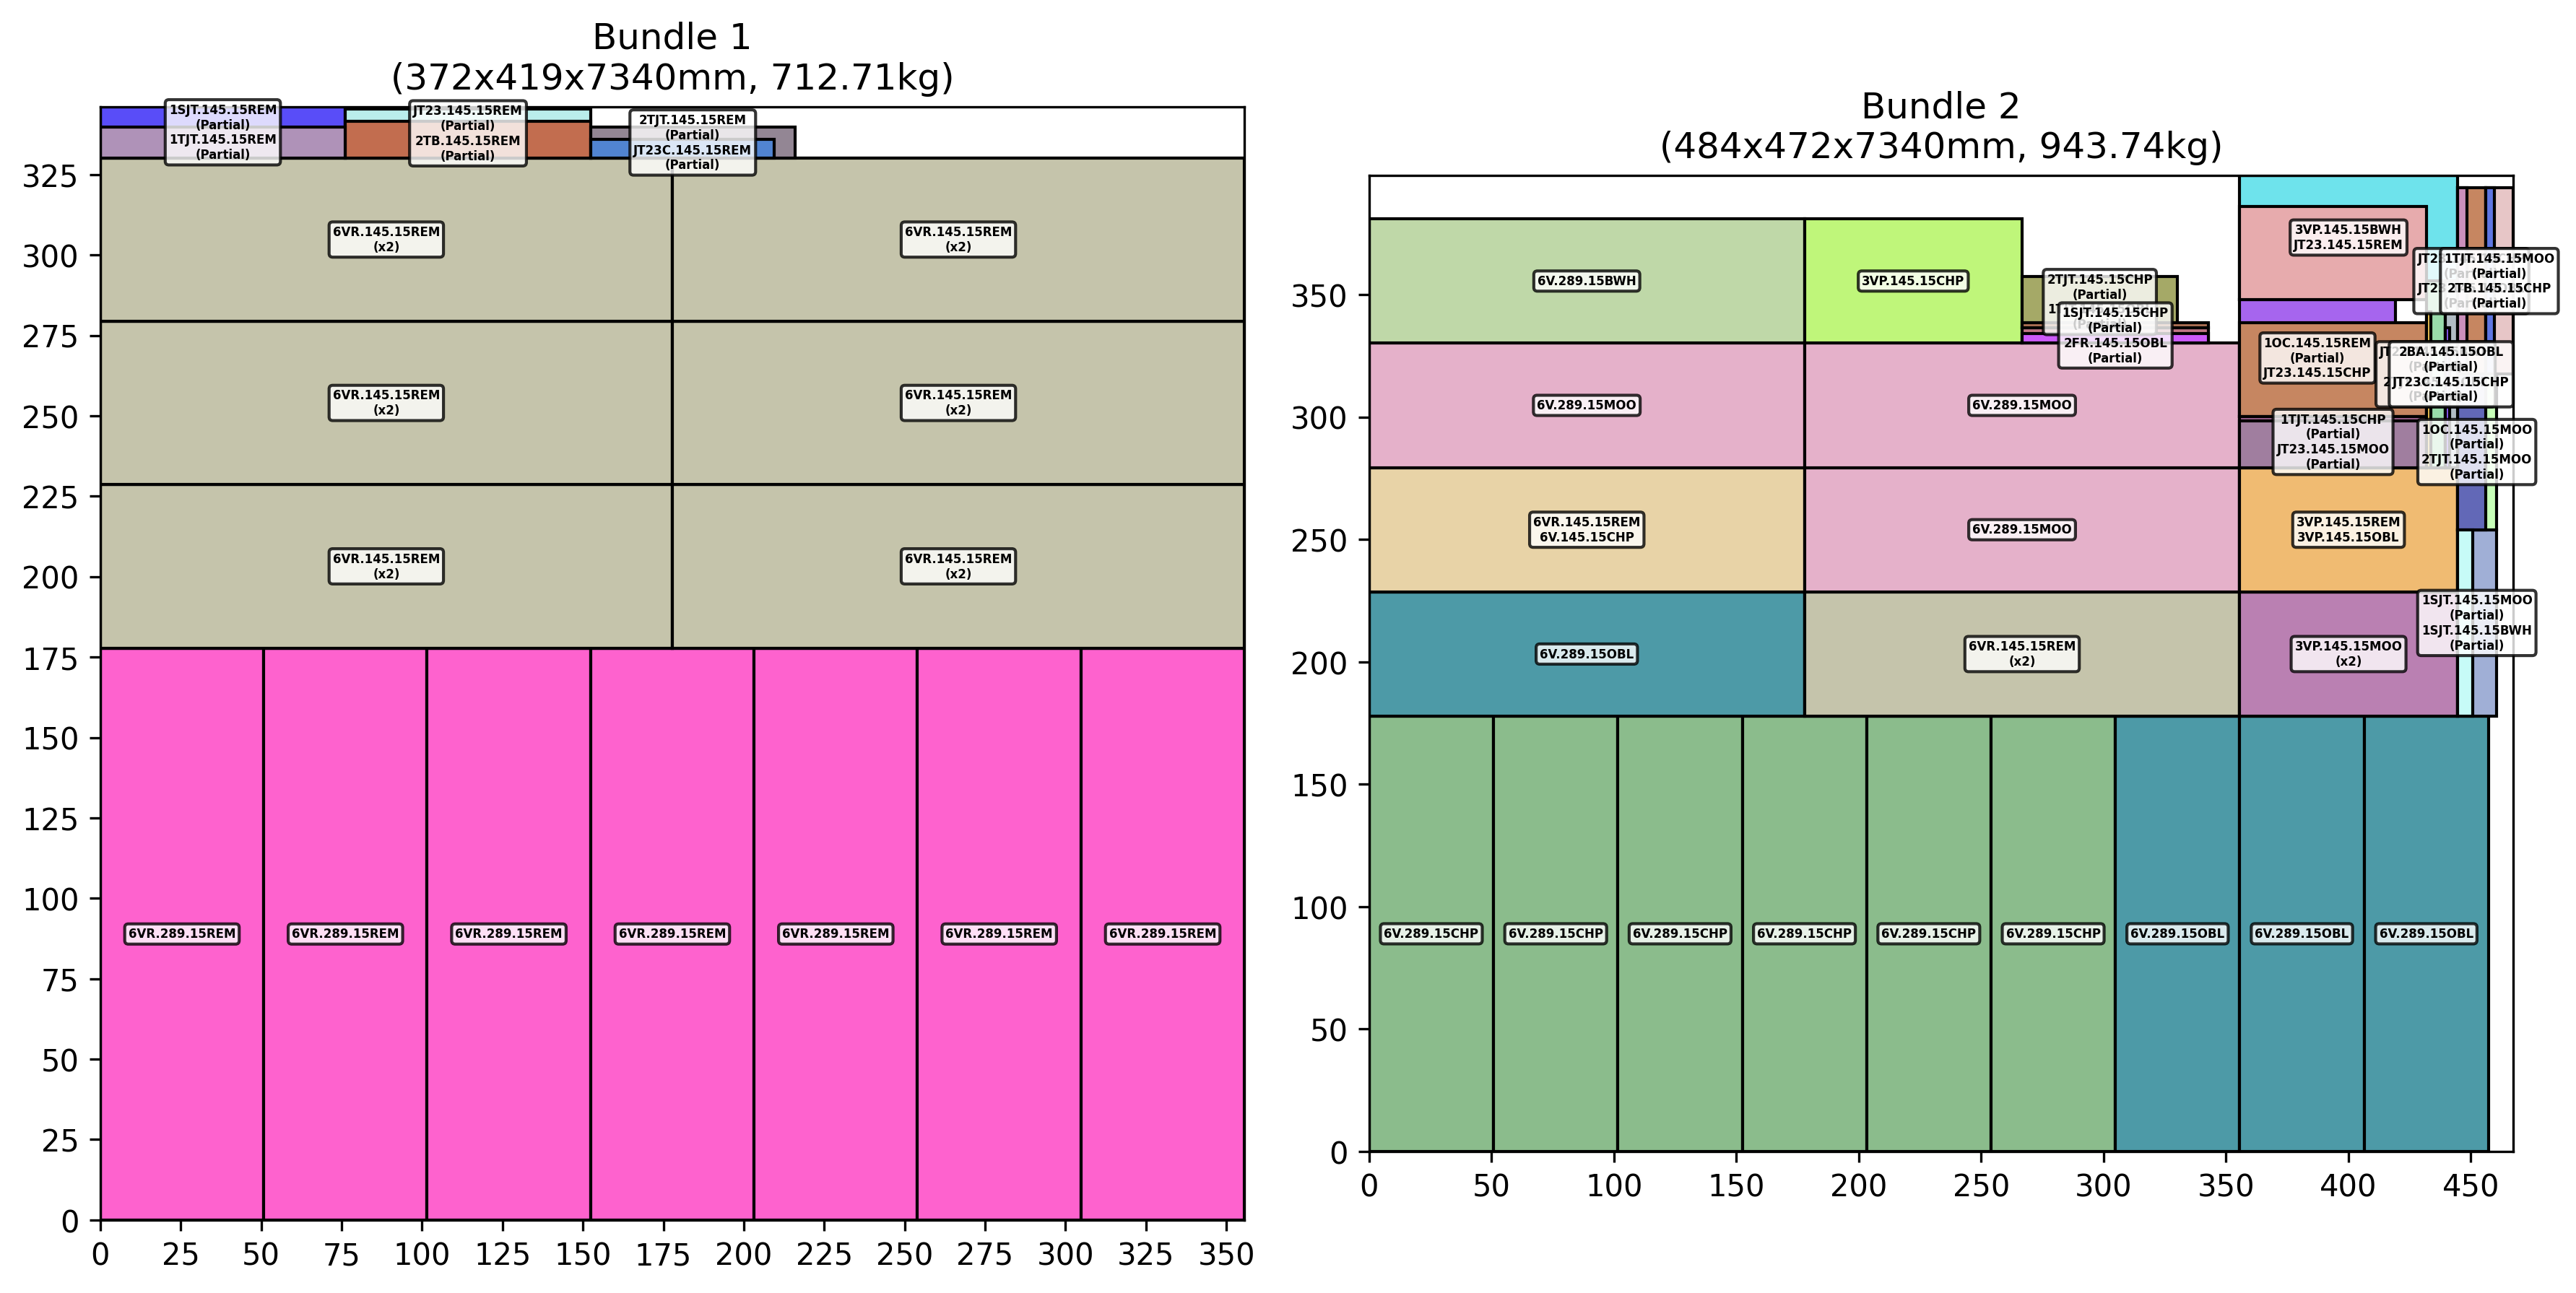 Bundle 1
(372x419x7340mm, 712.71kg)
325
300
275
250
225
200
175
150
125
100
75
50
25
0
1SJT.145.15REM
(Partial)
1TJT.145.15REM
(Partial)
JT23.145.15REM
(Partial)
2TB.145.15REM
(Partial)
2TJT.145.15REM
(Partial)
JT23C.145.15REM
(Partial)
6VR.145.15REM
(x2)
6VR.145.15REM
(x2)
6VR.145.15REM
(x2)
6VR.145.15REM
(x2)
6VR.145.15REM
(x2)
6VR.145.15REM
(x2)
6VR.289.15REM
6VR.289.15REM
6VR.289.15REM
6VR.289.15REM
6VR.289.15REM
6VR.289.15REM
6VR.289.15REM
0
25
50
75
100
125
150
175
200
225
250
275
300
325
350
Bundle 2
(484x472x7340mm, 943.74kg)
350
300
250
200
150
100
50
0
6V.289.15BWH
3VP.145.15CHP
2TJT.145.15CHP
(Partial)
1SJT.145.15CHP
(Partial)
2FR.145.15OBL
(Partial)
3VP.145.15BWH
JT23.145.15REM
1TJT.145.15MOO
(Partial)
2TB.145.15CHP
(Partial)
6V.289.15MOO
6V.289.15MOO
1OC.145.15REM
(Partial)
JT23.145.15CHP
2BA.145.15OBL
(Partial)
JT23C.145.15CHP
(Partial)
1TJT.145.15CHP
(Partial)
JT23.145.15MOO
(Partial)
1OC.145.15MOO
(Partial)
2TJT.145.15MOO
(Partial)
6VR.145.15REM
6V.145.15CHP
6V.289.15MOO
3VP.145.15REM
3VP.145.15OBL
6V.289.15OBL
6VR.145.15REM
(x2)
3VP.145.15MOO
(x2)
1SJT.145.15MOO
(Partial)
1SJT.145.15BWH
(Partial)
6V.289.15CHP
6V.289.15CHP
6V.289.15CHP
6V.289.15CHP
6V.289.15CHP
6V.289.15CHP
6V.289.15OBL
6V.289.15OBL
6V.289.15OBL
0
50
100
150
200
250
300
350
400
450